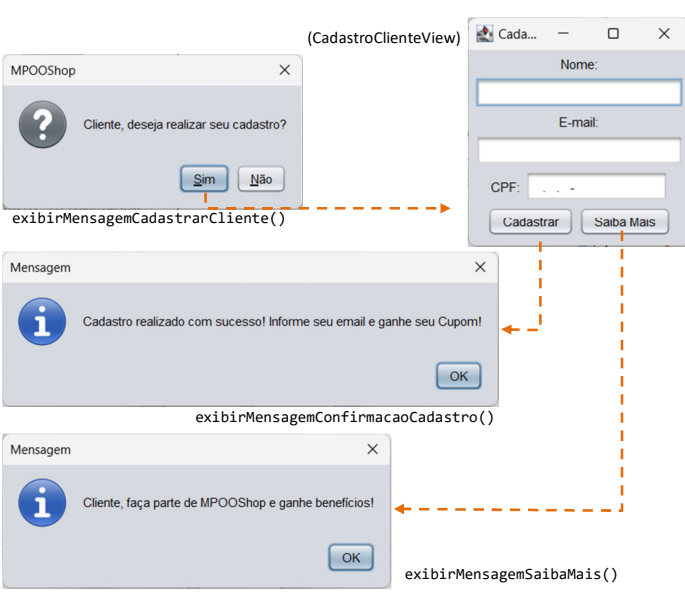 (CadastroClienteView)
Cada...
Nome:
E-mail:
CPF: . . -
Cadastrar Saiba Mais
MPOOShop
Cliente, deseja realizar seu cadastro?
Sim Não
exibirMensagemCadastrarCliente()
Mensagem
Cadastro realizado com sucesso! Informe seu email e ganhe seu Cupom!
OK
exibirMensagemConfirmacaoCadastro()
Mensagem
Cliente, faça parte de MPOOShop e ganhe benefícios!
OK
exibirMensagemSaibaMais()